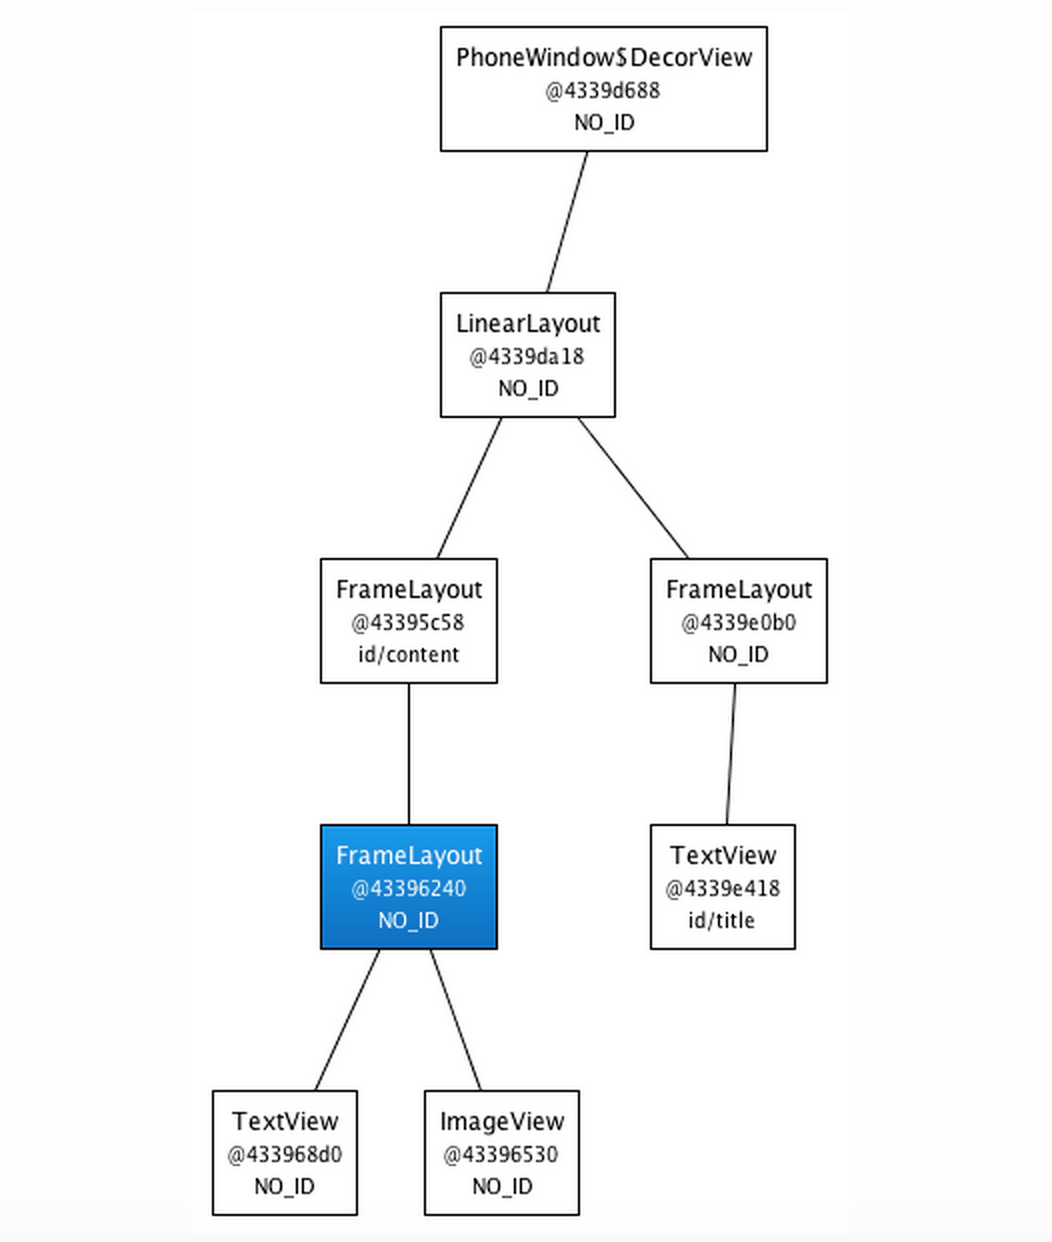 PhoneWindow$DecorView
@4339d688
NO_ID
LinearLayout
@4339da18
NO_ID
FrameLayout
@43395c58
id/content
FrameLayout
@4339e0b0
NO_ID
FrameLayout
@43396240
NO_ID
TextView
@4339e418
id/title
TextView
@433968d0
NO_ID
ImageView
@43396530
NO_ID